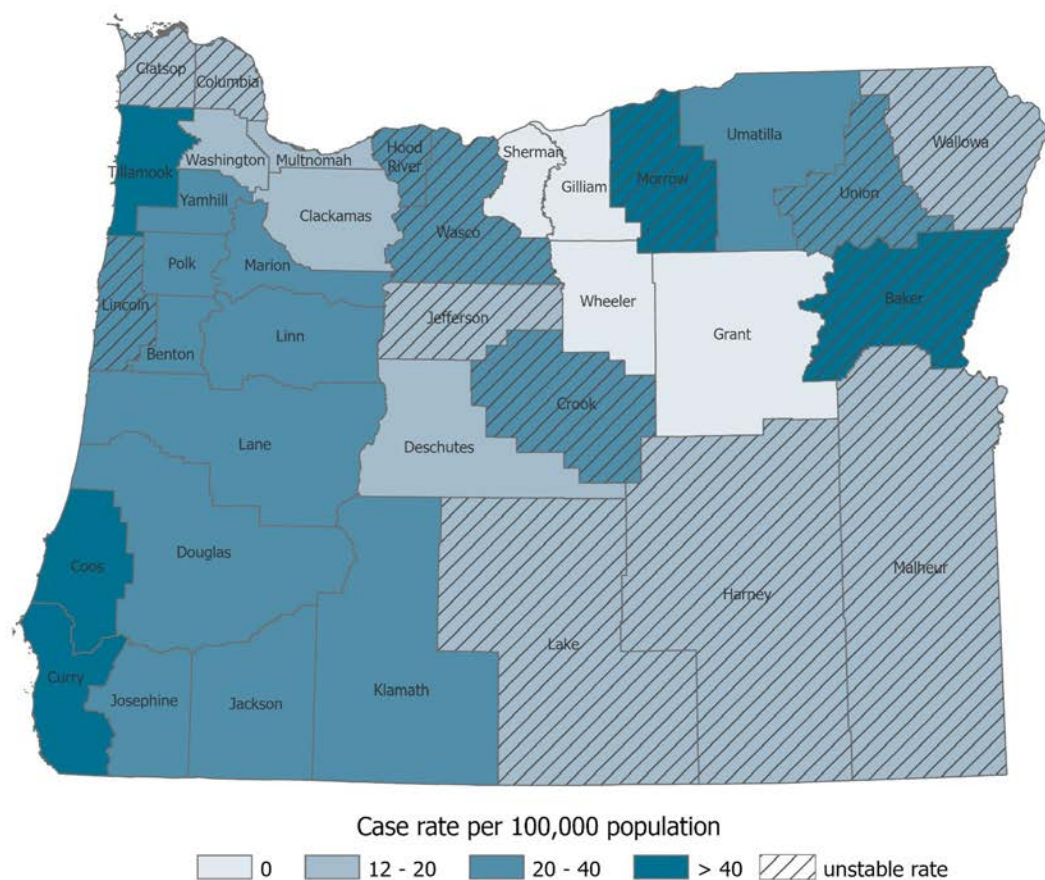 Clatsop
Columbia
Tillamook
Washington
Multnomah
Hood
River
Sherman
Gilliam
Morrow
Umatilla
Wallowa
Union
Yamhill
Clackamas
Wasco
Polk
Marion
Lincoln
Benton
Linn
Jefferson
Wheeler
Grant
Baker
Crook
Deschutes
Lane
Coos
Douglas
Harney
Malheur
Lake
Curry
Josephine
Jackson
Klamath
Case rate per 100,000 population
0 12 - 20 20 - 40 > 40 unstable rate